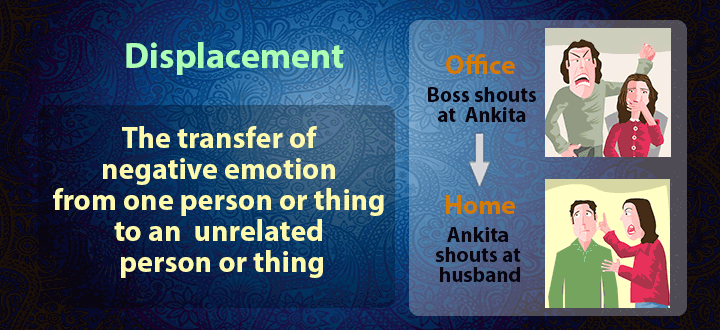 Displacement
The transfer of
negative emotion
from one person or thing
to an unrelated
person or thing
Office
Boss shouts
at Ankita
Home
Ankita
shouts at
husband